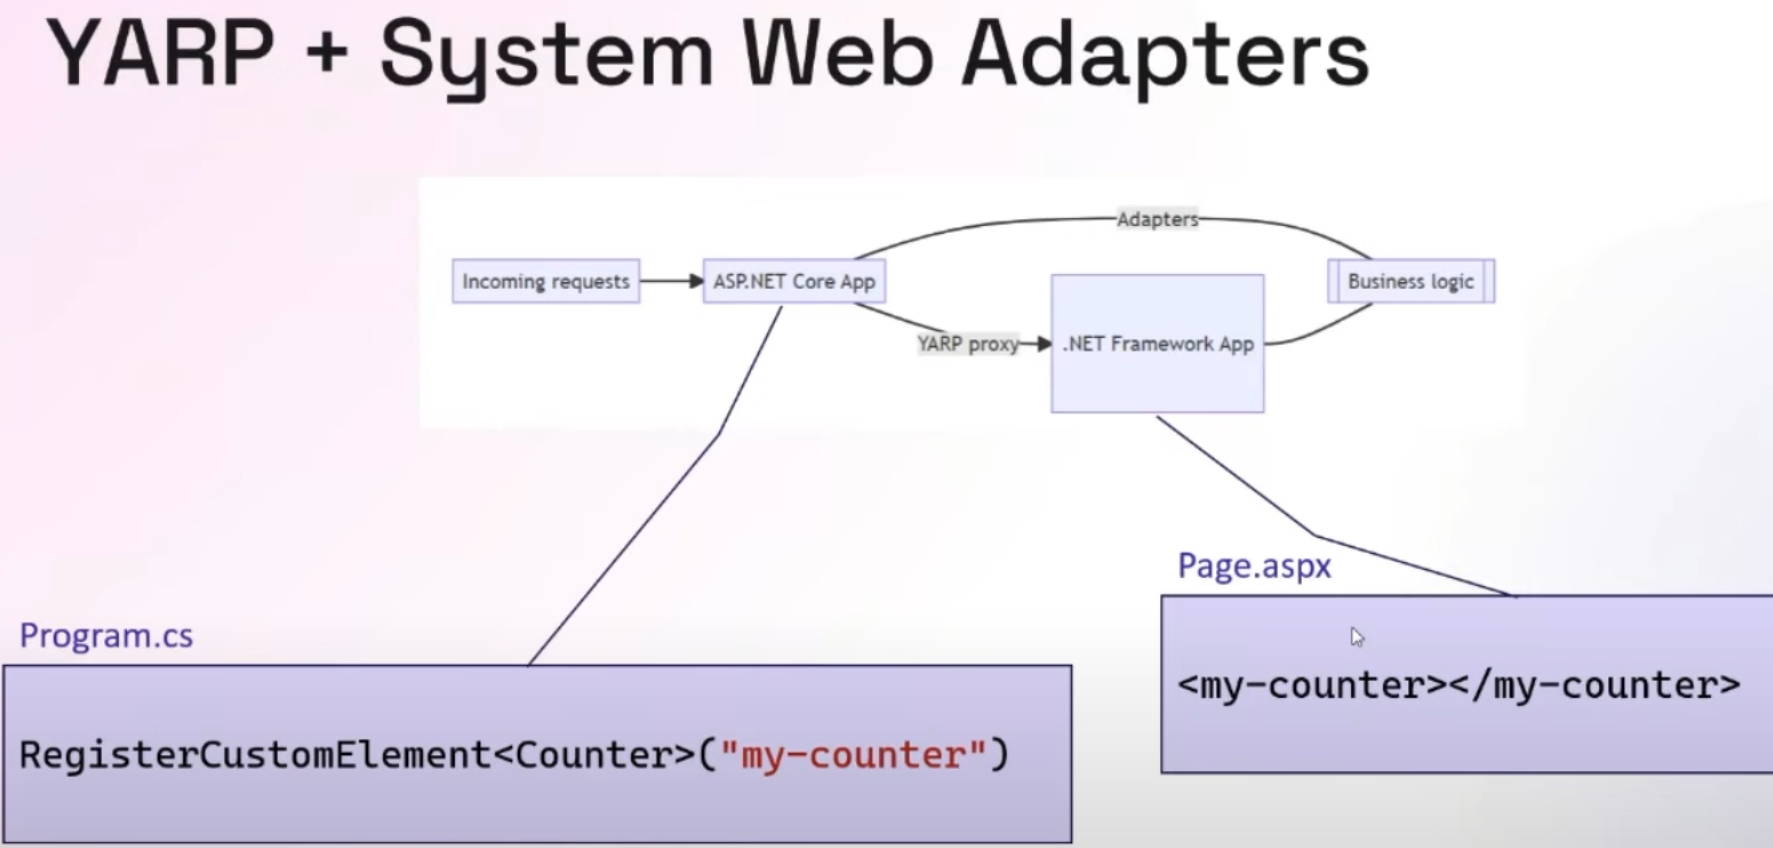 YARP + System Web Adapters
Adapters
Incoming requests
ASP.NET Core App
Business logic
YARP proxy
.NET Framework App
Page.aspx
<my-counter></my-counter>
Program.cs
RegisterCustomElement<Counter>("my-counter")